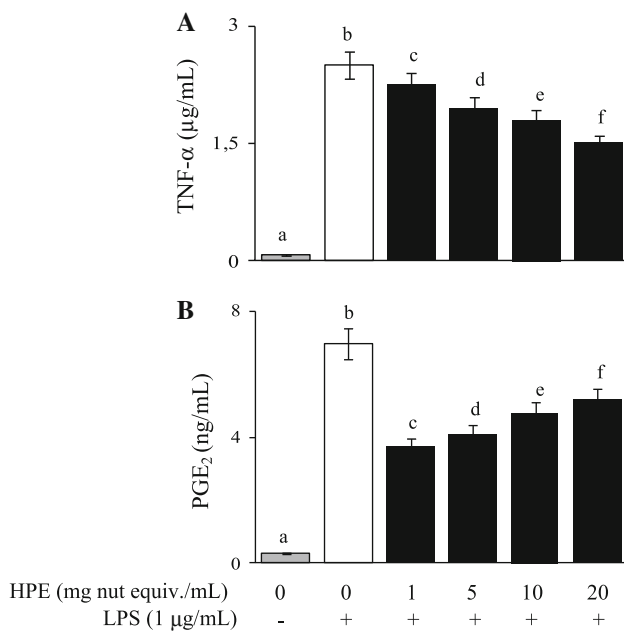 A
3
b
c
d
e
f
TNF-α (µg/mL)
1,5
a
0
B
8
b
f
e
d
c
PGE₂ (ng/mL)
4
a
0
HPE (mg nut equiv./mL) 0 0 1 5 10 20
LPS (1 µg/mL) - + + + + +